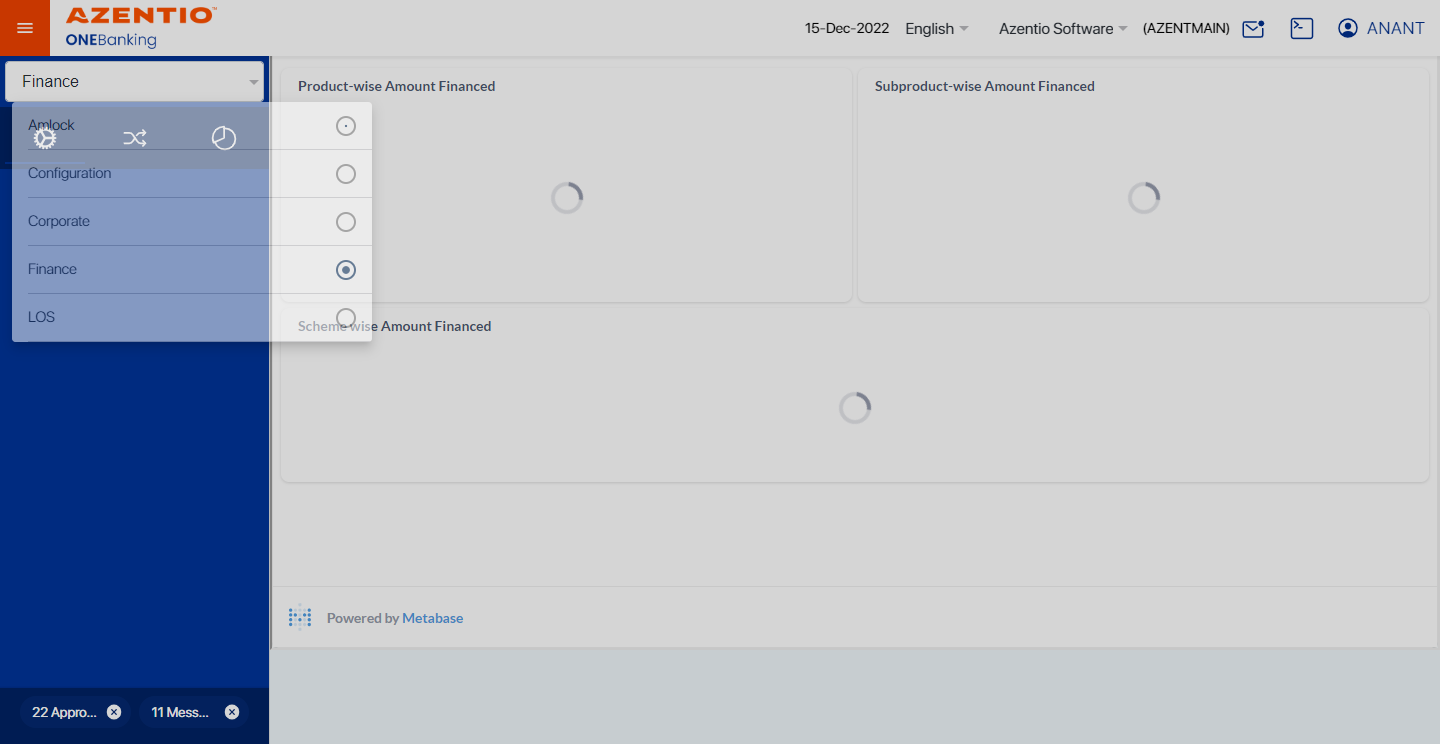 AZENTIO™
ONEBanking
15-Dec-2022 English Azentio Software (AZENTMAIN) ANANT
Finance
Amlock
Configuration
Corporate
Finance
LOS
Product-wise Amount Financed
Subproduct-wise Amount Financed
Scheme wise Amount Financed
Powered by Metabase
22 Appro... 11 Mess...